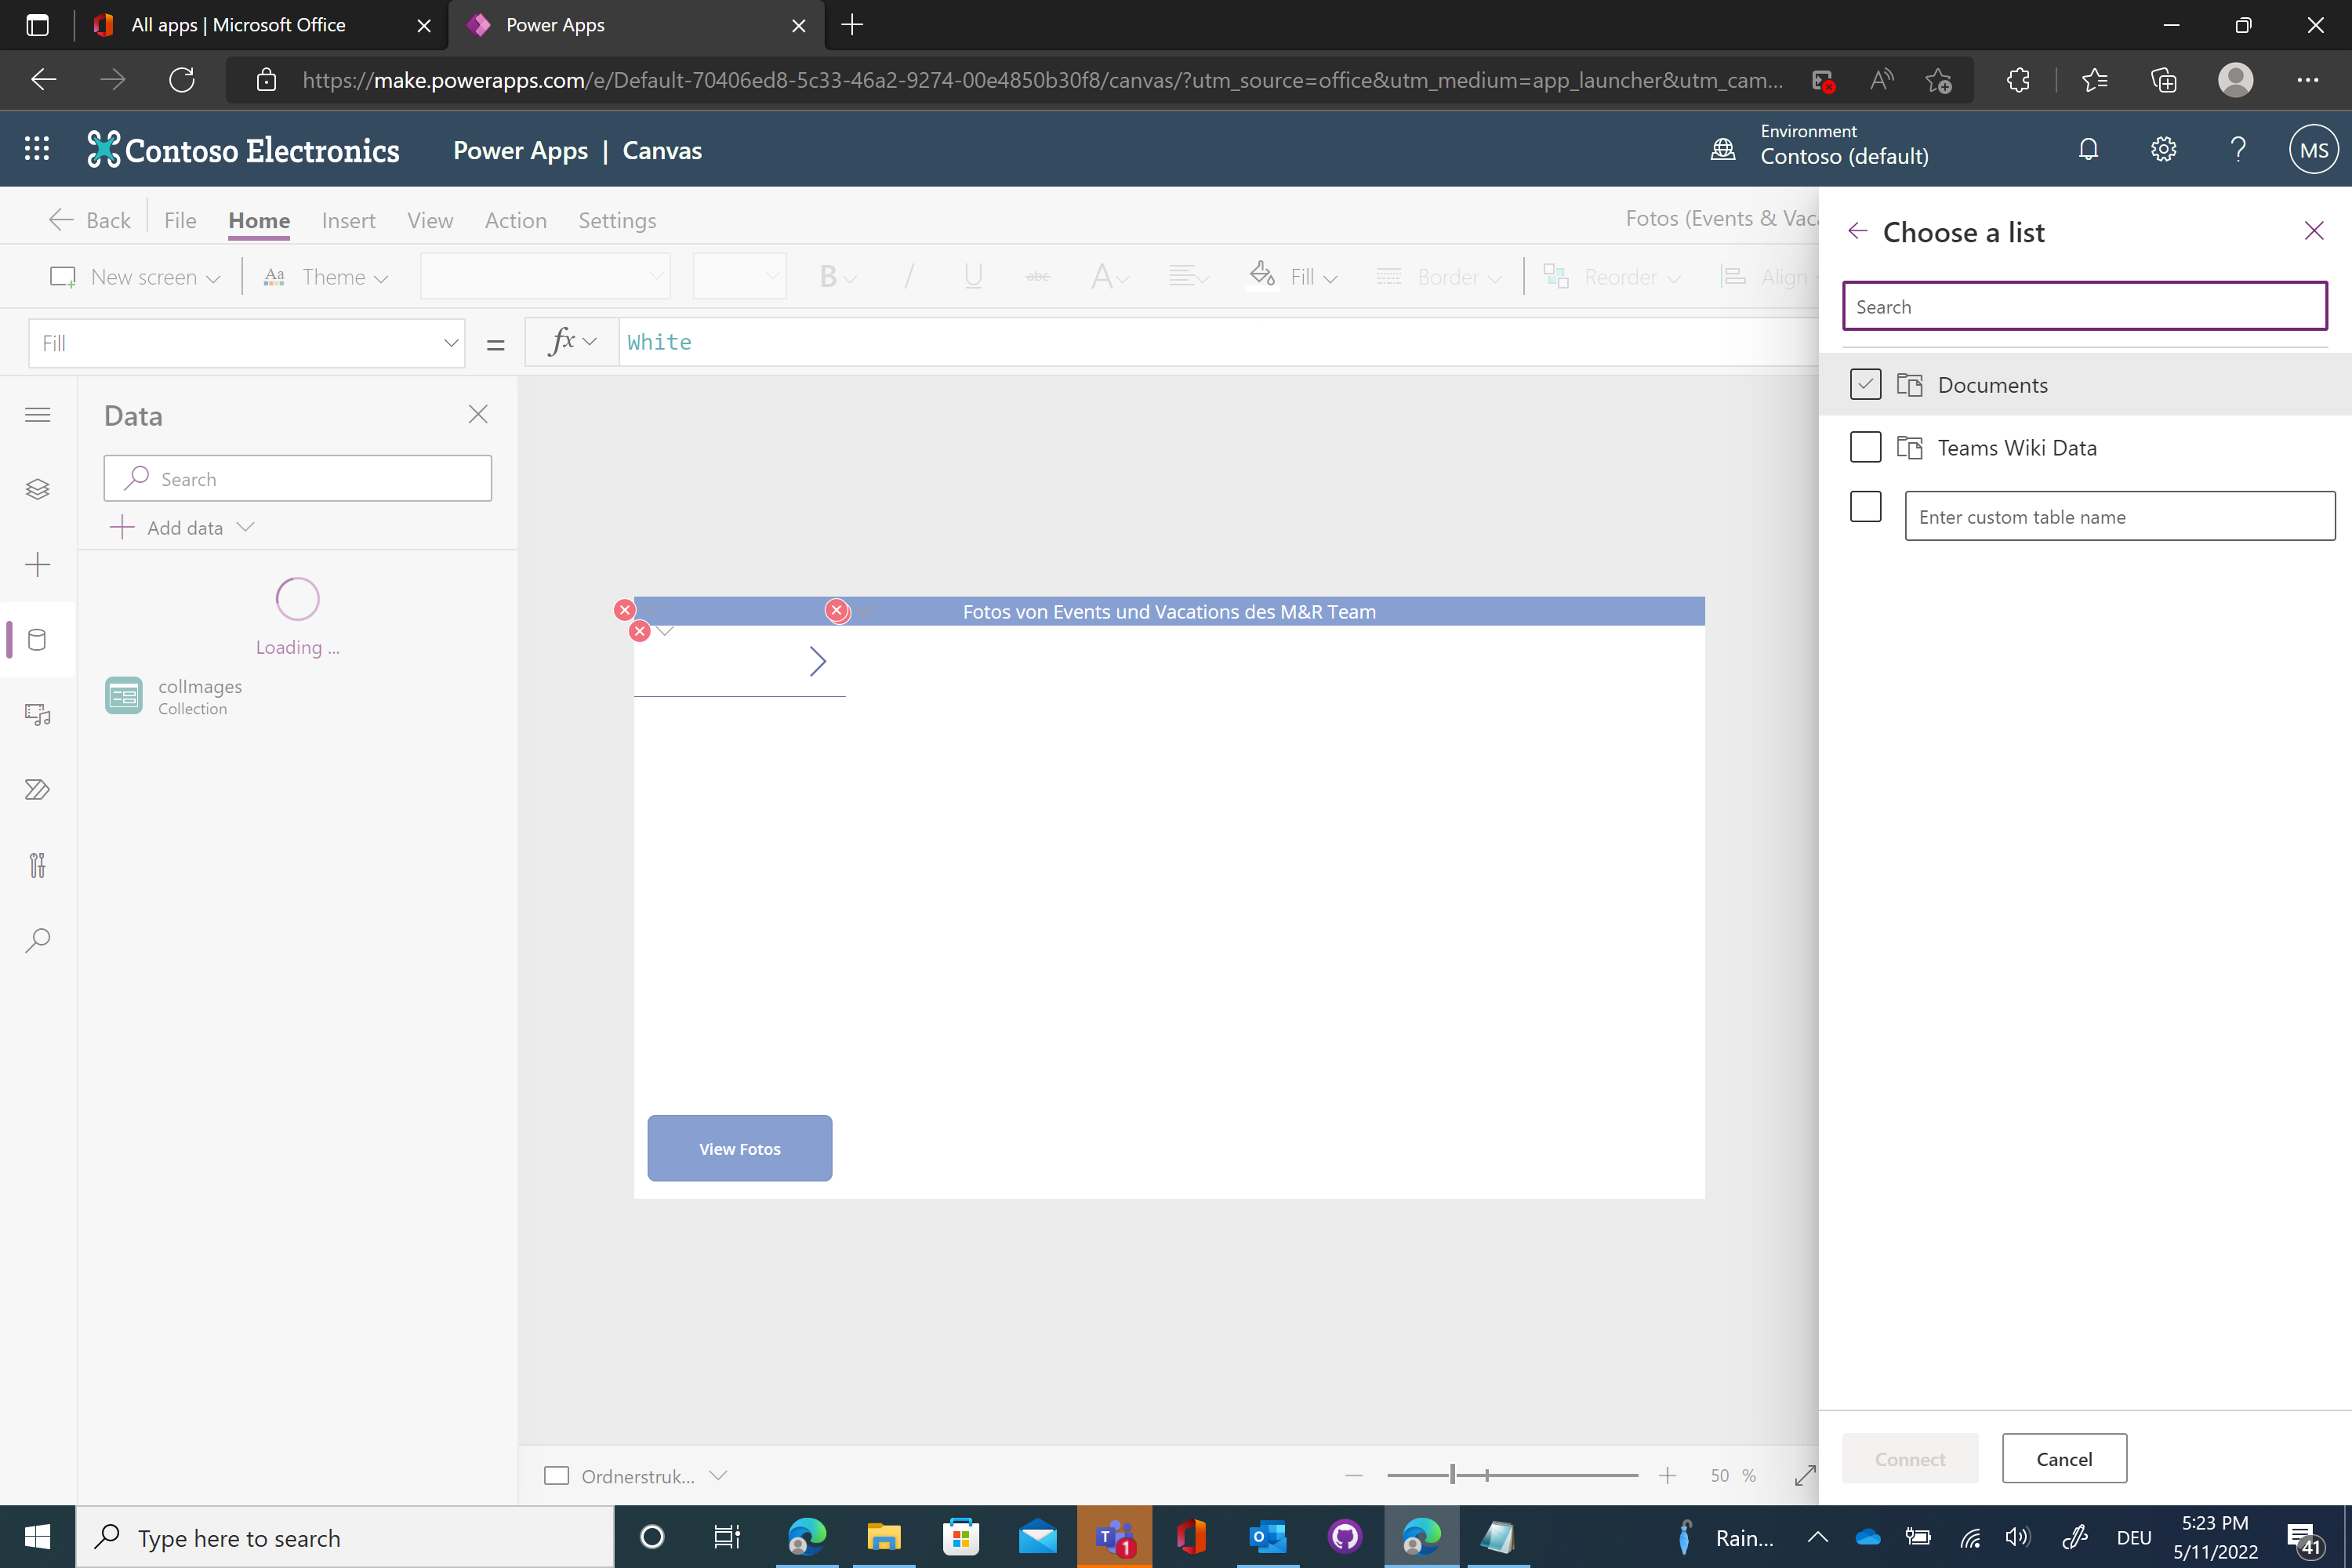 All apps | Microsoft Office
Power Apps
https://make.powerapps.com/e/Default-70406ed8-5c33-46a2-9274-00e4850b30f8/canvas/?utm_source=office&utm_medium=app_launcher&utm_cam...
Contoso Electronics
Power Apps | Canvas
Environment
Contoso (default)
MS
Back
File
Home
Insert
View
Action
Settings
Fotos (Events & Vaca
New screen
Theme
Fill
Border
Reorder
Align
Fill
=
fx
White
Data
Search
Add data
Loading ...
colImages
Collection
Fotos von Events und Vacations des M&R Team
View Fotos
Choose a list
Search
Documents
Teams Wiki Data
Enter custom table name
Connect
Cancel
Ordnerstruk...
50 %
Type here to search
1
Rain...
DEU
5:23 PM
5/11/2022
41